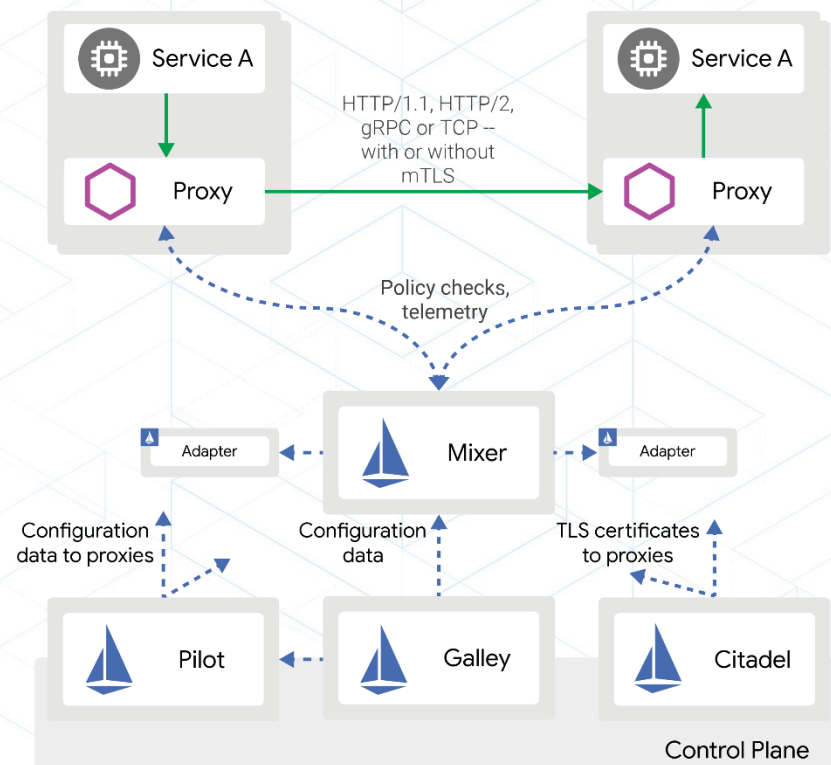 Service A
Service A
HTTP/1.1, HTTP/2,
gRPC or TCP --
with or without
mTLS
Proxy
Proxy
Policy checks,
telemetry
Mixer
Adapter
Adapter
Configuration
data to proxies
Configuration
data
TLS certificates
to proxies
Pilot
Galley
Citadel
Control Plane